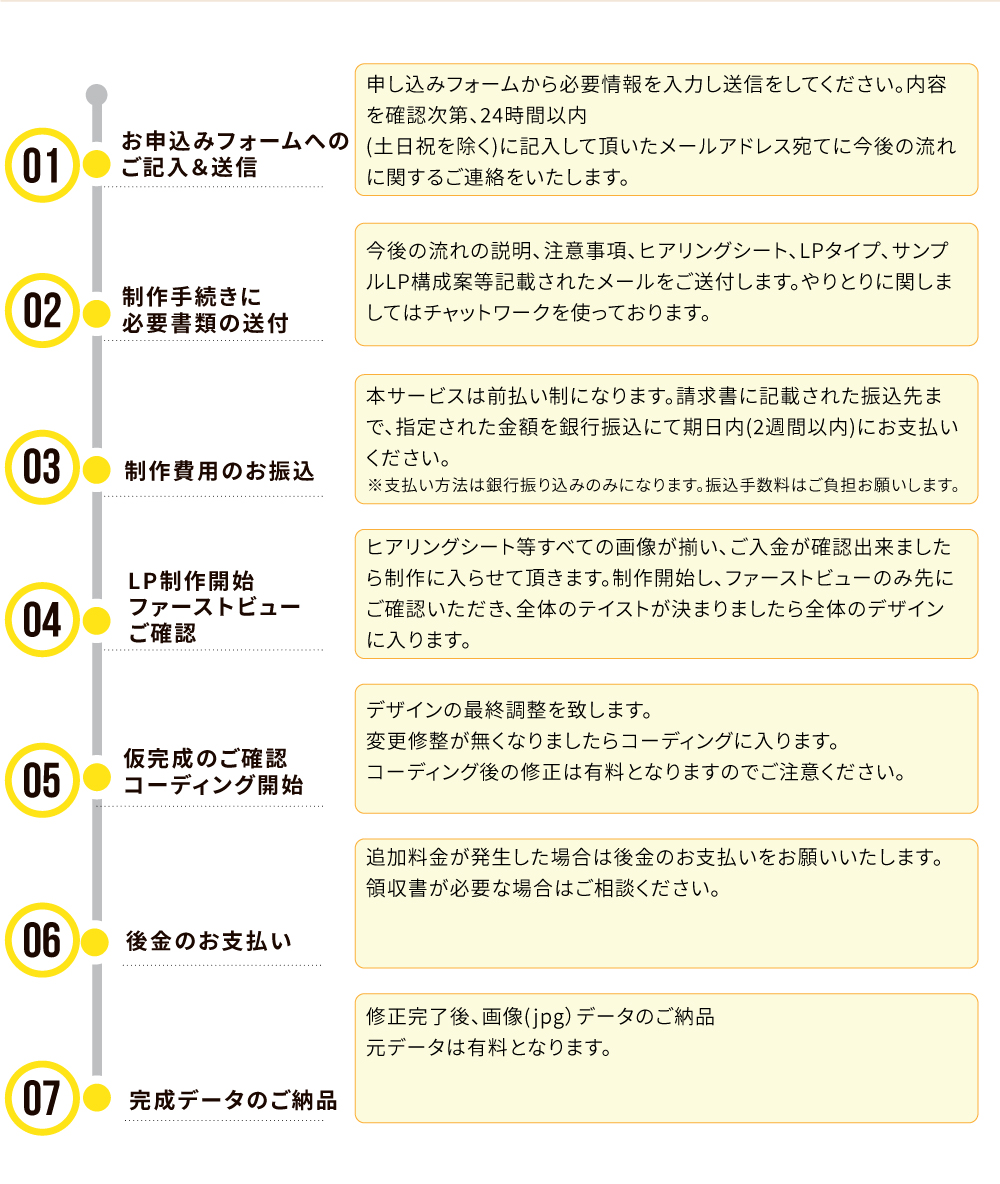 01
お申込みフォームへの
ご記入&送信
申し込みフォームから必要情報を入力し送信をしてください。内容
を確認次第、24時間以内
(土日祝を除く)に記入して頂いたメールアドレス宛てに今後の流れ
に関するご連絡をいたします。
02
制作手続きに
必要書類の送付
今後の流れの説明、注意事項、ヒアリングシート、LPタイプ、サンプ
ルLP構成案等記載されたメールをご送付します。やりとりに関しま
してはチャットワークを使っております。
03
制作費用のお振込
本サービスは前払い制になります。請求書に記載された振込先ま
で、指定された金額を銀行振込にて期日内(2週間以内)にお支払い
ください。
※支払い方法は銀行振り込みのみになります。振込手数料はご負担お願いします。
04
LP制作開始
ファーストビュー
ご確認
ヒアリングシート等すべての画像が揃い、ご入金が確認出来ました
ら制作に入らせて頂きます。制作開始し、ファーストビューのみ先に
ご確認いただき、全体のテイストが決まりましたら全体のデザイン
に入ります。
05
仮完成のご確認
コーディング開始
デザインの最終調整を致します。
変更修整が無くなりましたらコーディングに入ります。
コーディング後の修正は有料となりますのでご注意ください。
06
後金のお支払い
追加料金が発生した場合は後金のお支払いをお願いいたします。
領収書が必要な場合はご相談ください。
07
完成データのご納品
修正完了後、画像(jpg）データのご納品
元データは有料となります。